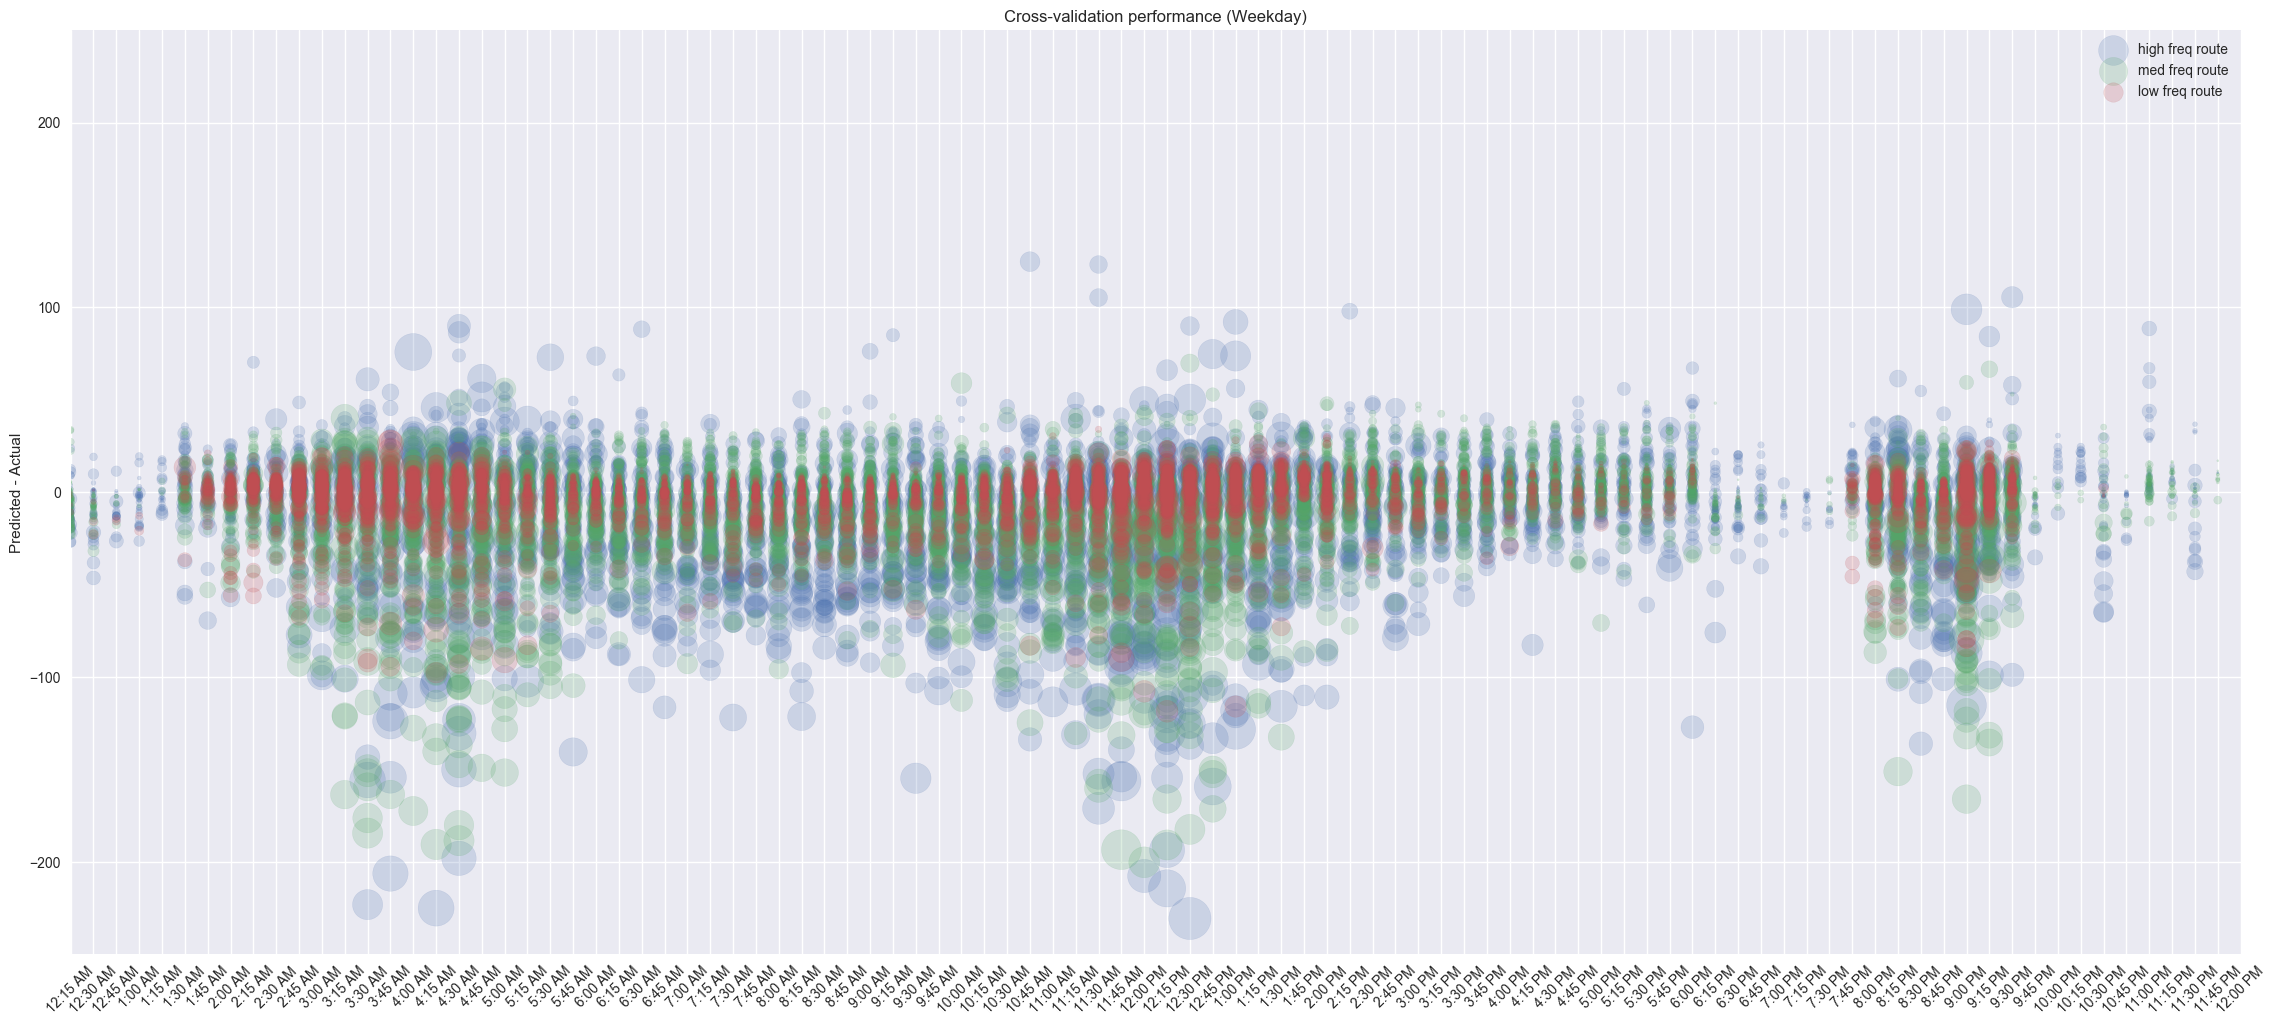 Cross-validation performance (Weekday)
high freq route
med freq route
low freq route
200
100
0
−100
−200
Predicted - Actual
12:15 AM
12:30 AM
12:45 AM
1:00 AM
1:15 AM
1:30 AM
1:45 AM
2:00 AM
2:15 AM
2:30 AM
2:45 AM
3:00 AM
3:15 AM
3:30 AM
3:45 AM
4:00 AM
4:15 AM
4:30 AM
4:45 AM
5:00 AM
5:15 AM
5:30 AM
5:45 AM
6:00 AM
6:15 AM
6:30 AM
6:45 AM
7:00 AM
7:15 AM
7:30 AM
7:45 AM
8:00 AM
8:15 AM
8:30 AM
8:45 AM
9:00 AM
9:15 AM
9:30 AM
9:45 AM
10:00 AM
10:15 AM
10:30 AM
10:45 AM
11:00 AM
11:15 AM
11:30 AM
11:45 AM
12:00 PM
12:15 PM
12:30 PM
12:45 PM
1:00 PM
1:15 PM
1:30 PM
1:45 PM
2:00 PM
2:15 PM
2:30 PM
2:45 PM
3:00 PM
3:15 PM
3:30 PM
3:45 PM
4:00 PM
4:15 PM
4:30 PM
4:45 PM
5:00 PM
5:15 PM
5:30 PM
5:45 PM
6:00 PM
6:15 PM
6:30 PM
6:45 PM
7:00 PM
7:15 PM
7:30 PM
7:45 PM
8:00 PM
8:15 PM
8:30 PM
8:45 PM
9:00 PM
9:15 PM
9:30 PM
9:45 PM
10:00 PM
10:15 PM
10:30 PM
10:45 PM
11:00 PM
11:15 PM
11:30 PM
11:45 PM
12:00 PM